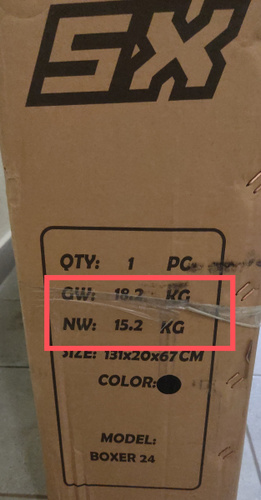 SX
QTY: 1 PC
GW: 18.2 KG
NW: 15.2 KG
SIZE: 131x20x67 CM
COLOR:
MODEL:
BOXER 24